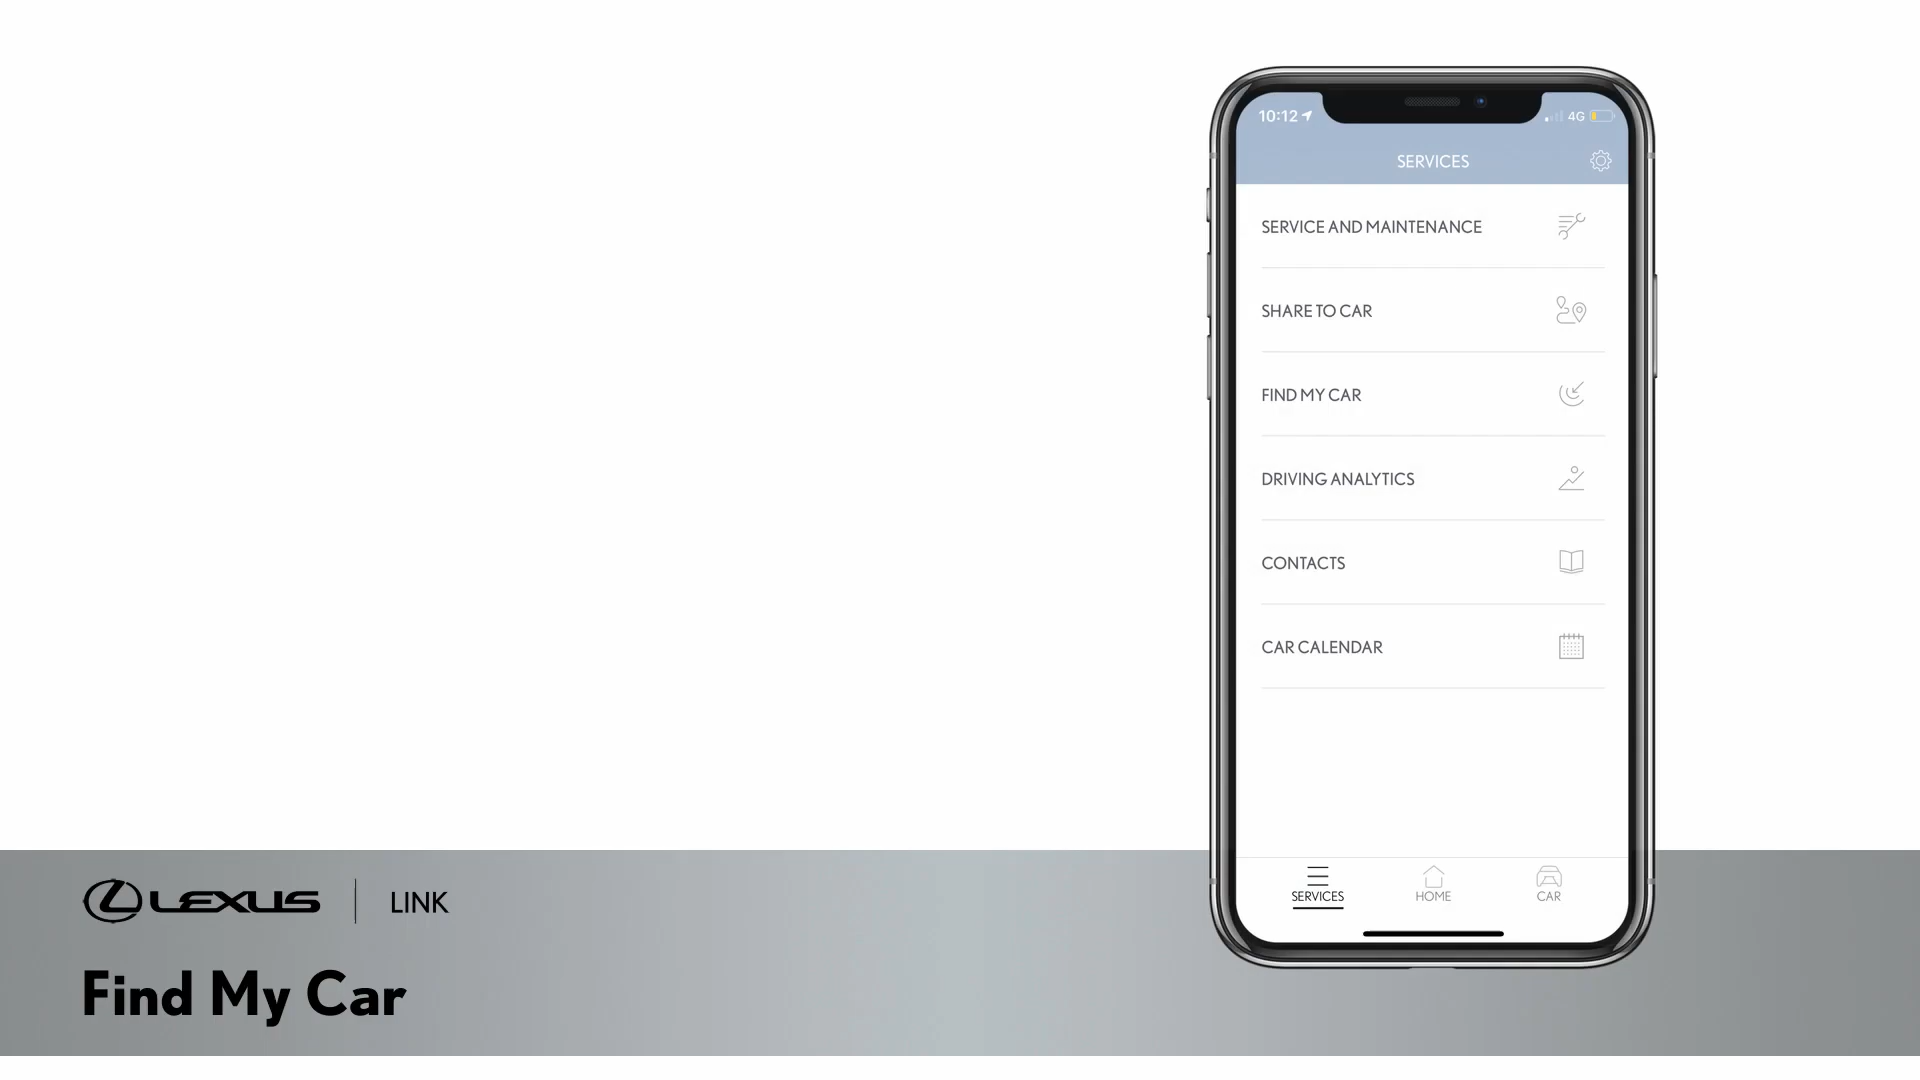 10:12
4G
SERVICES
SERVICE AND MAINTENANCE
SHARE TO CAR
FIND MY CAR
DRIVING ANALYTICS
CONTACTS
CAR CALENDAR
SERVICES HOME CAR
LEXUS LINK
Find My Car